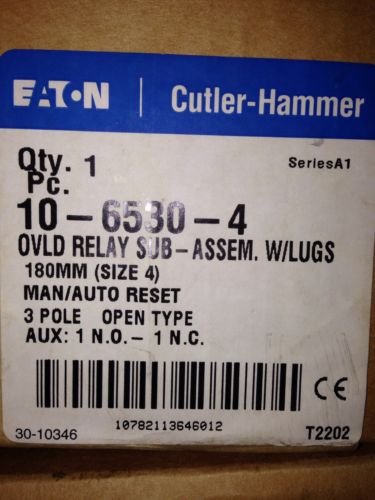 EATON | Cutler-Hammer
Qty. 1
Pc.
SeriesA1
10-6530-4
OVLD RELAY SUB-ASSEM. W/LUGS
180MM (SIZE 4)
MAN/AUTO RESET
3 POLE OPEN TYPE
AUX: 1 N.O.- 1 N.C.
CE
10782113646012
30-10346
T2202